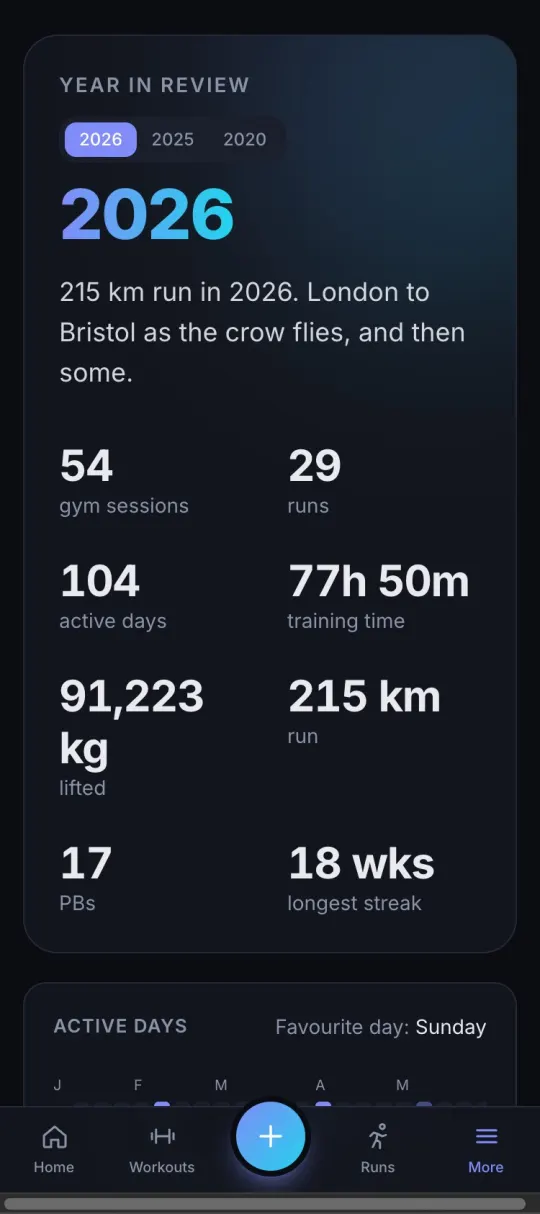 YEAR IN REVIEW
2026 2025 2020
2026
215 km run in 2026. London to
Bristol as the crow flies, and then
some.
54
gym sessions
29
runs
104
active days
77h 50m
training time
91,223
kg
lifted
215 km
run
17
PBs
18 wks
longest streak
ACTIVE DAYS
Favourite day: Sunday
J F M A M
Home
Workouts
Runs
More